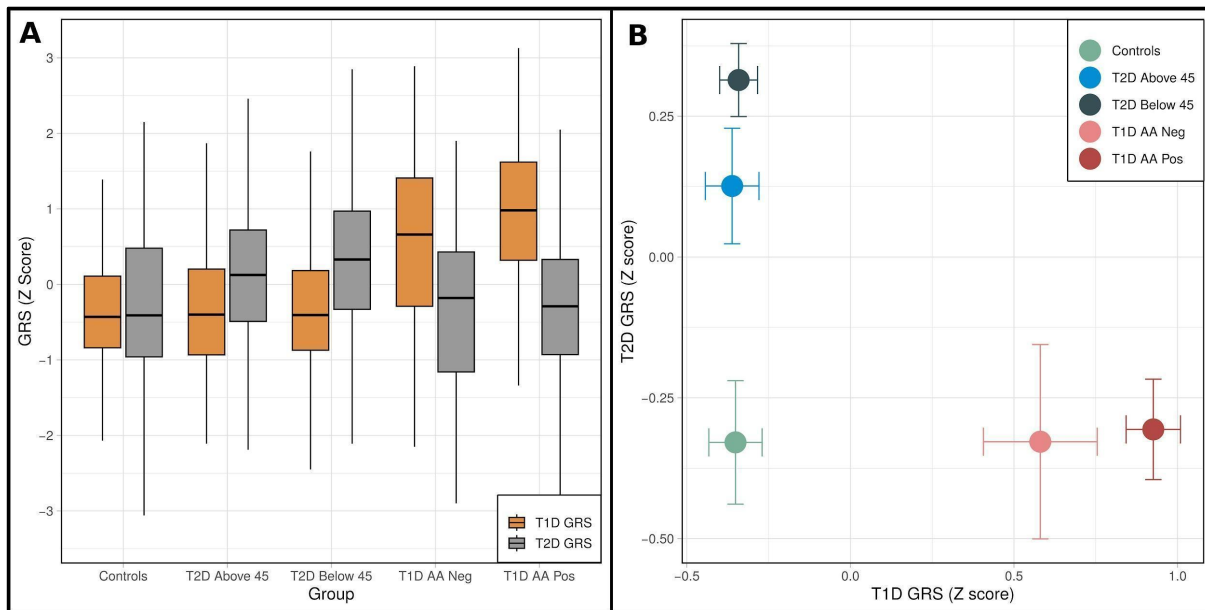 A
3
2
1
0
−1
−2
−3
GRS (Z Score)
T1D GRS
T2D GRS
Controls
T2D Above 45
T2D Below 45
T1D AA Neg
T1D AA Pos
Group
B
Controls
T2D Above 45
T2D Below 45
T1D AA Neg
T1D AA Pos
0.25
0.00
−0.25
−0.50
T2D GRS (Z score)
−0.5
0.0
0.5
1.0
T1D GRS (Z score)